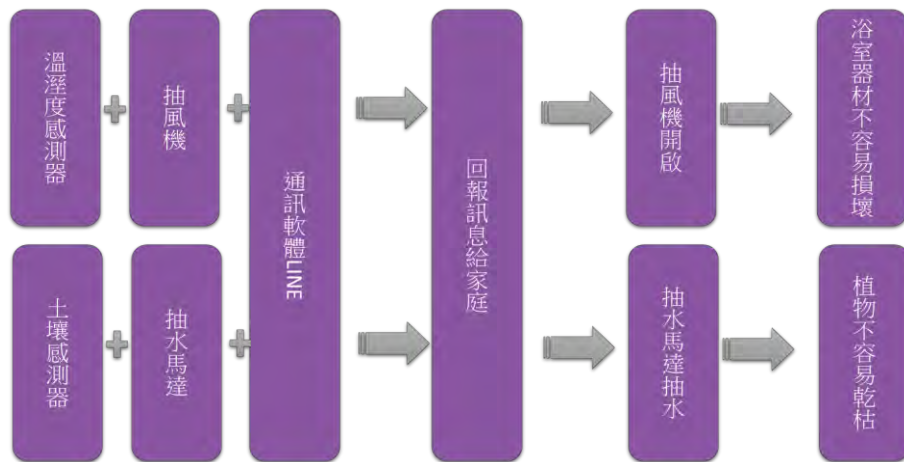 溫溼度感測器
抽風機
通訊軟體LINE
回報訊息給家庭
抽風機開啟
浴室器材不容易損壞
土壤感測器
抽水馬達
抽水馬達抽水
植物不容易乾枯